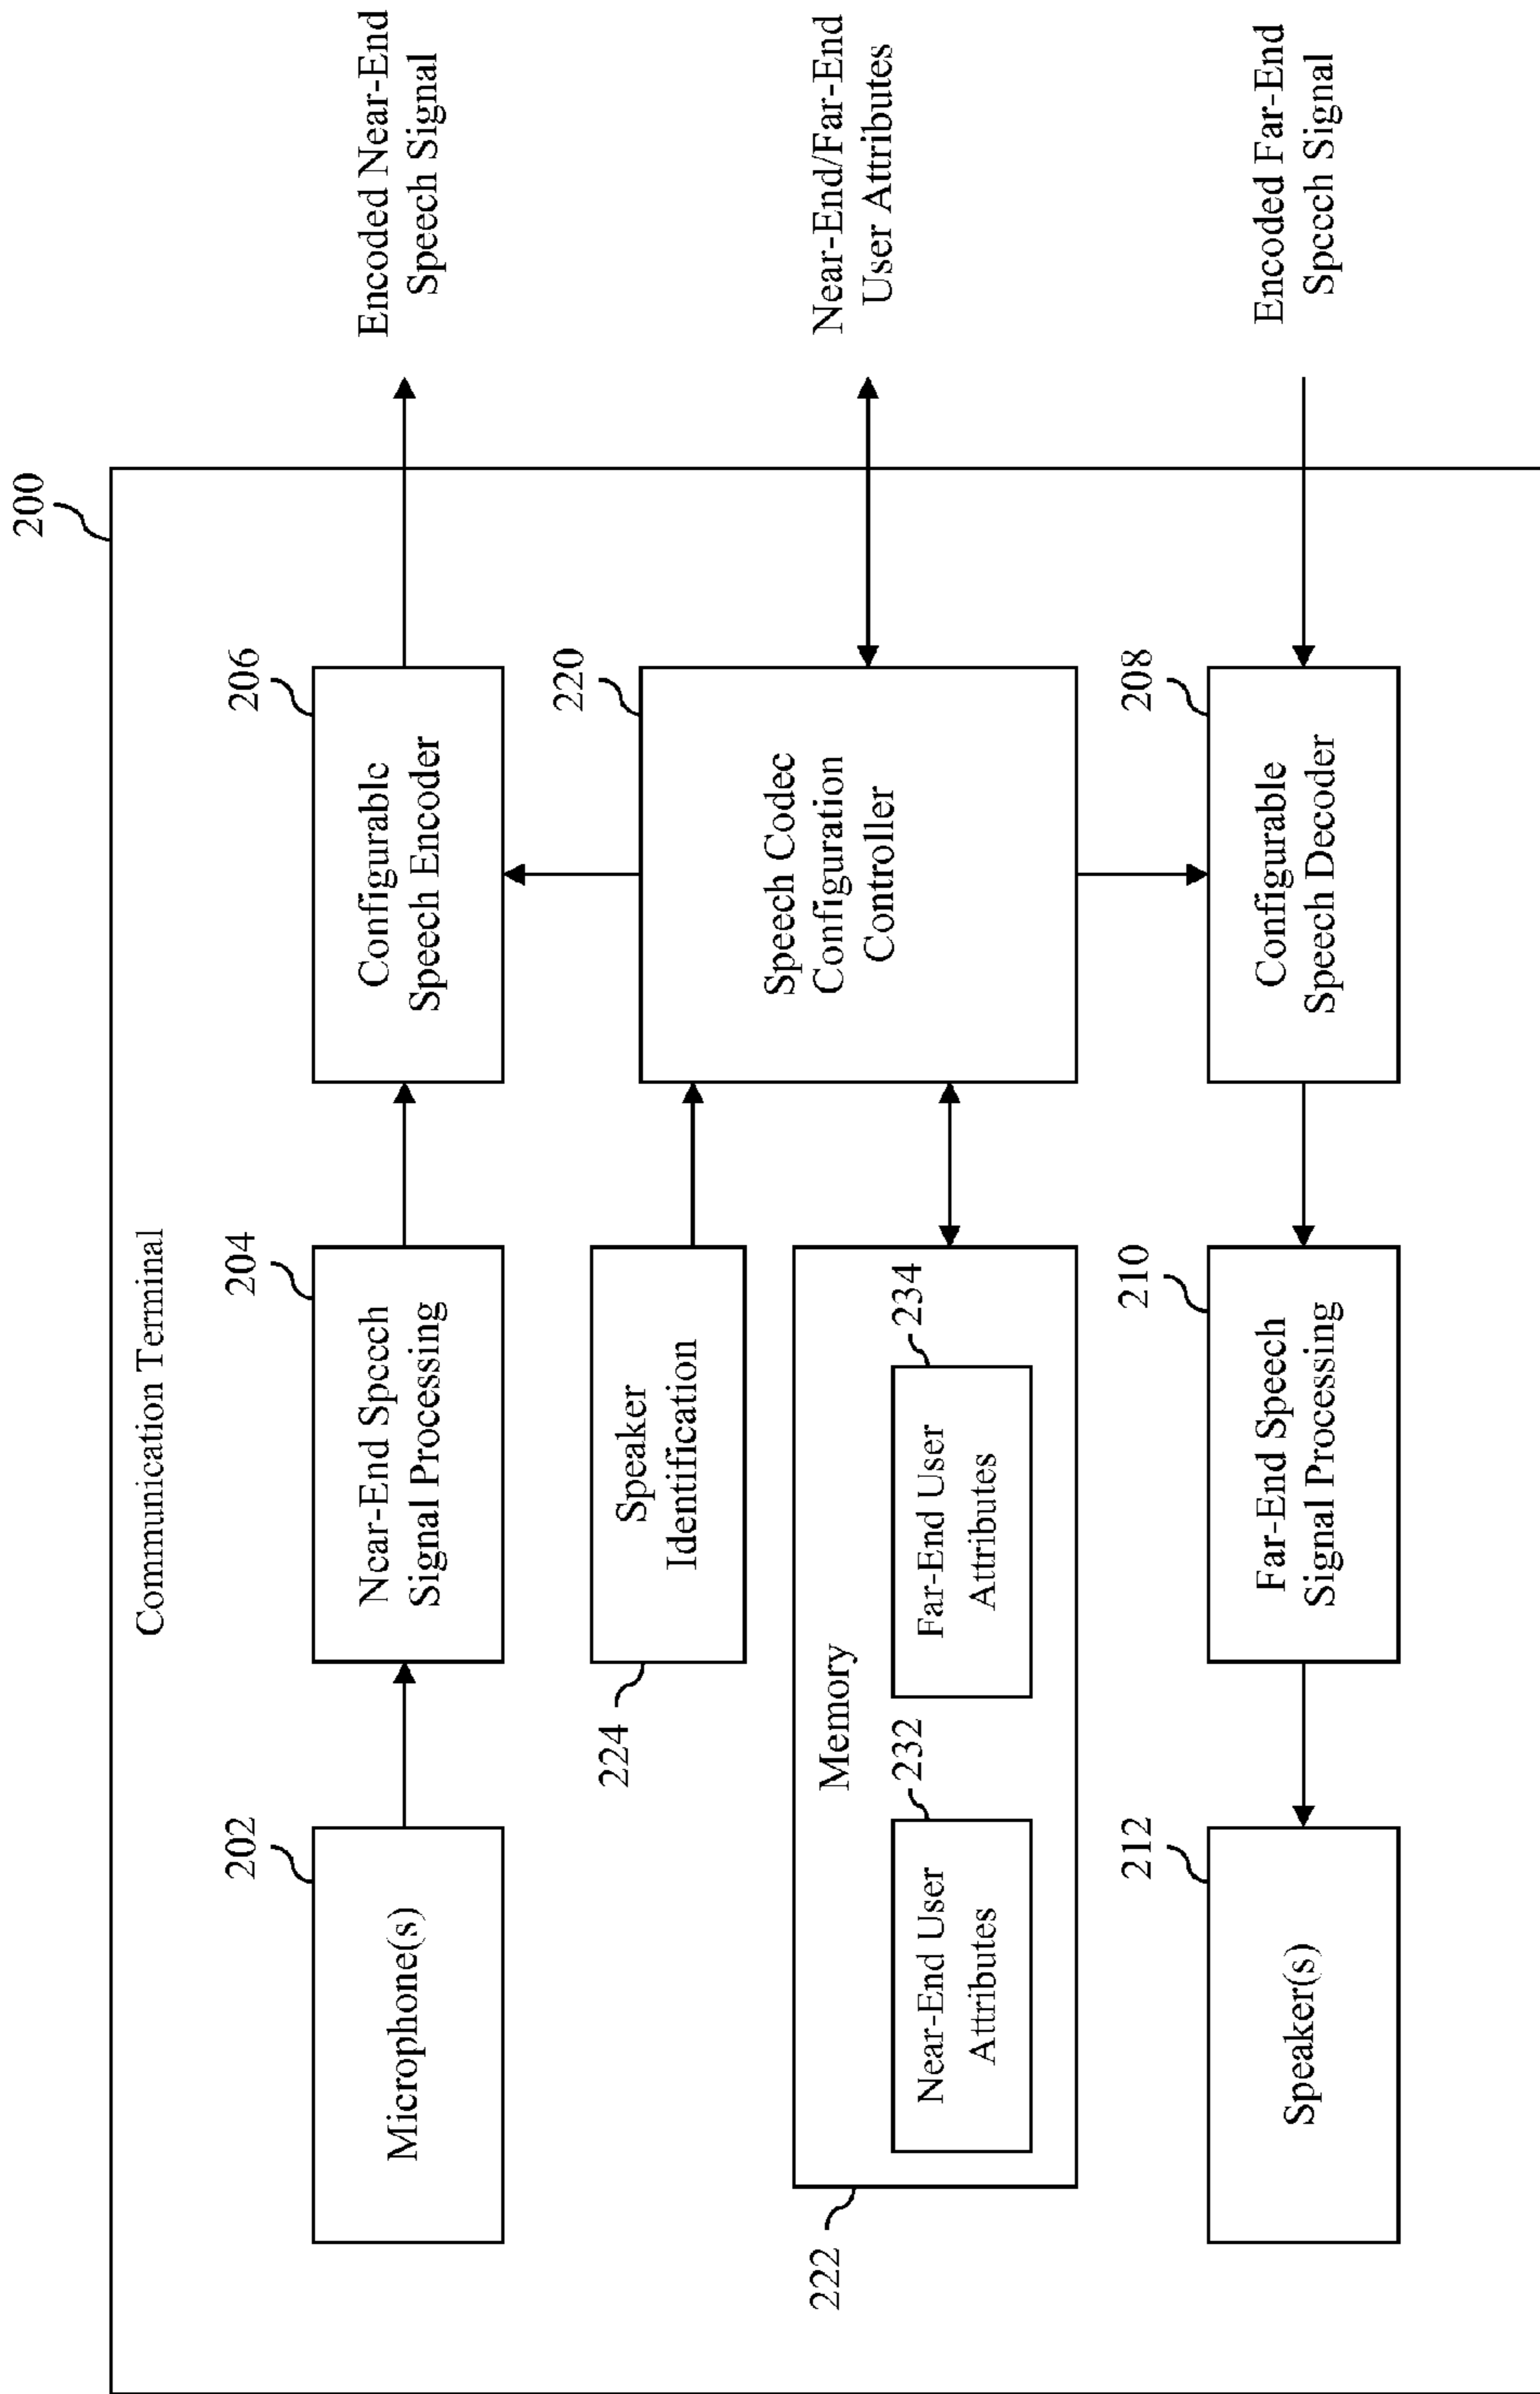 200
Communication Terminal
202
Microphone(s)
204
Near-End Speech
Signal Processing
206
Configurable
Speech Encoder
Encoded Near-End
Speech Signal
224
Speaker
Identification
220
Speech Codec
Configuration
Controller
Near-End/Far-End
User Attributes
222
Memory
232
Near-End User
Attributes
234
Far-End User
Attributes
212
Speaker(s)
210
Far-End Speech
Signal Processing
208
Configurable
Speech Decoder
Encoded Far-End
Speech Signal